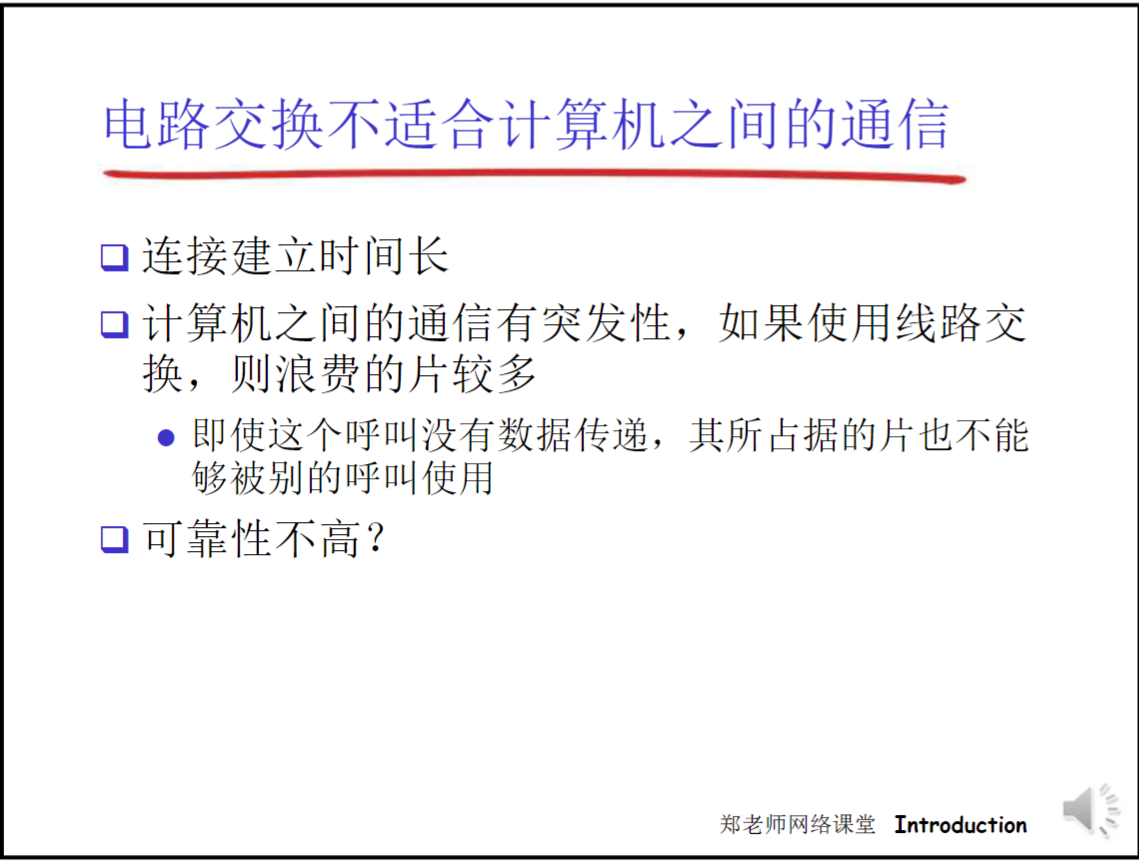 电路交换不适合计算机之间的通信
连接建立时间长
计算机之间的通信有突发性，如果使用线路交
换，则浪费的片较多
即使这个呼叫没有数据传递，其所占据的片也不能
够被别的呼叫使用
可靠性不高？
郑老师网络课堂 Introduction